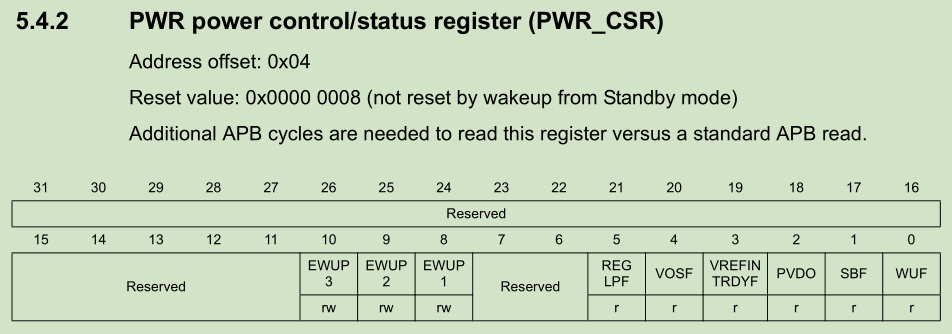 5.4.2 PWR power control/status register (PWR_CSR)
Address offset: 0x04
Reset value: 0x0000 0008 (not reset by wakeup from Standby mode)
Additional APB cycles are needed to read this register versus a standard APB read.
31 30 29 28 27 26 25 24 23 22 21 20 19 18 17 16
Reserved
15 14 13 12 11 10 9 8 7 6 5 4 3 2 1 0
Reserved EWUP 3 EWUP 2 EWUP 1 Reserved REG LPF VOSF VREFIN TRDYF PVDO SBF WUF
rw rw rw r r r r r r